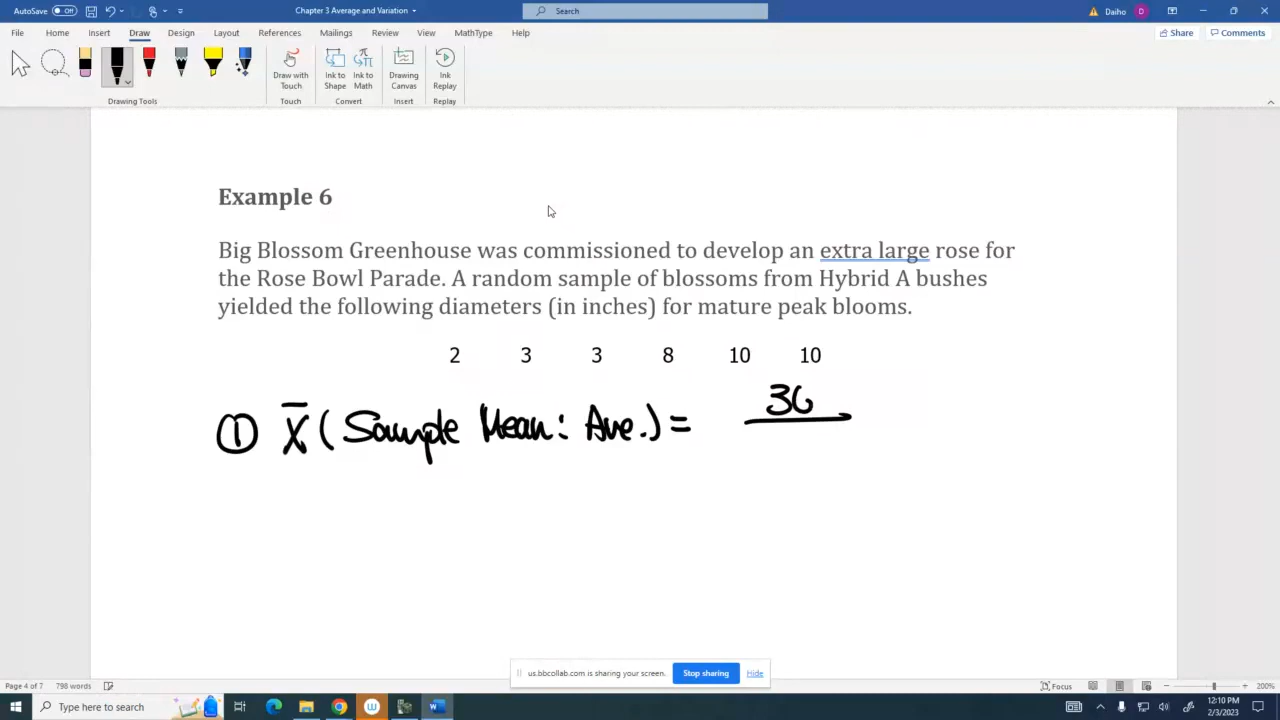 AutoSave Off Chapter 3 Average and Variation Search Daiho D
File Home Insert Draw Design Layout References Mailings Review View MathType Help Share Comments
Draw with Touch Ink to Shape Ink to Math Drawing Canvas Ink Replay
Drawing Tools Touch Convert Insert Replay
Example 6
Big Blossom Greenhouse was commissioned to develop an extra large rose for
the Rose Bowl Parade. A random sample of blossoms from Hybrid A bushes
yielded the following diameters (in inches) for mature peak blooms.
2 3 3 8 10 10
① X̄ (Sample Mean: Ave.) = 36
us.bbcollab.com is sharing your screen. Stop sharing Hide
Page 4 of 7 798 words Focus 200%
Type here to search W 12:10 PM
2/3/2023